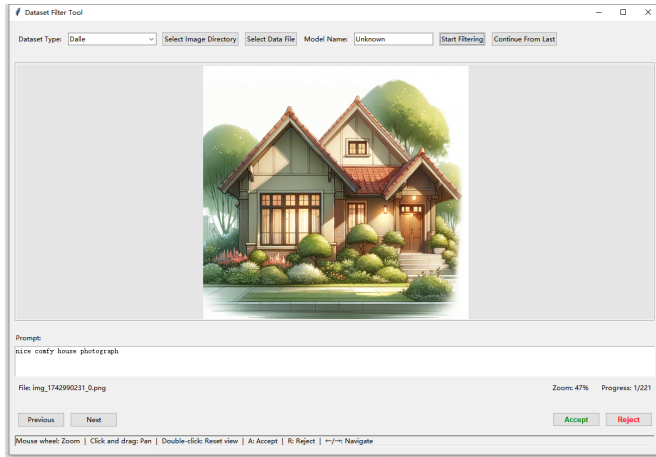 Dataset Filter Tool
Dataset Type: Dalle Select Image Directory Select Data File Model Name: Unknown Start Filtering Continue From Last
Prompt:
nice comfy house photograph
File: img_1742990231_0.png Zoom: 47% Progress: 1/221
Previous Next Accept Reject
Mouse wheel: Zoom | Click and drag: Pan | Double-click: Reset view | A: Accept | R: Reject | ←/→: Navigate